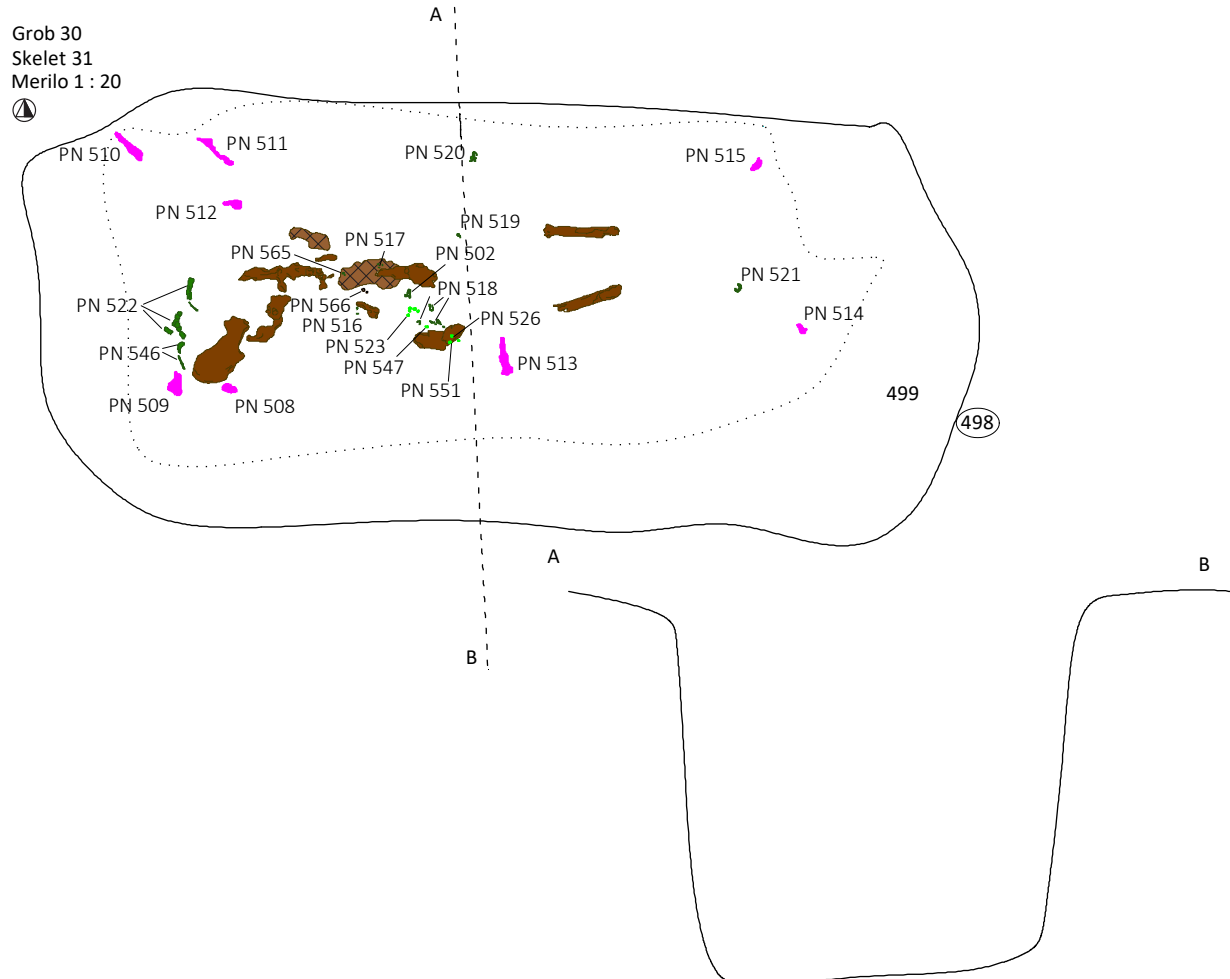 A
Grob 30
Skelet 31
Merilo 1 : 20
PN 510
PN 511
PN 520
PN 515
PN 512
PN 519
PN 517
PN 565
PN 502
PN 522
PN 566
PN 518
PN 521
PN 516
PN 526
PN 514
PN 523
PN 546
PN 547
PN 513
PN 551
PN 509
PN 508
499
498
A
B
B